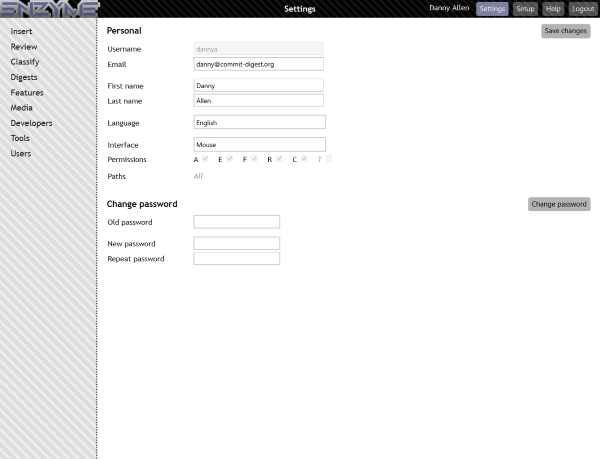 ENZYME
Settings
Danny Allen Settings Setup Help Logout
Insert
Review
Classify
Digests
Features
Media
Developers
Tools
Users
Personal Save changes
Username dannya
Email danny@commit-digest.org
First name Danny
Last name Allen
Language English
Interface Mouse
Permissions A E F R C T
Paths All
Change password Change password
Old password
New password
Repeat password